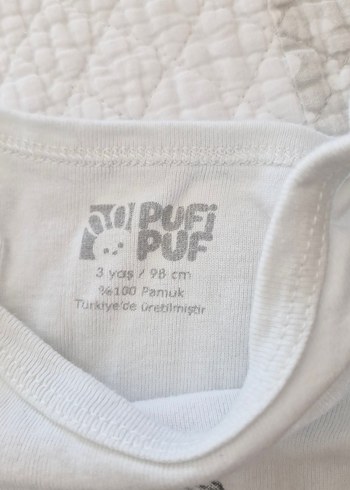 PUFi
PUF
3 yaş / 98 cm
%100 Pamuk
Türkiye'de üretilmiştir